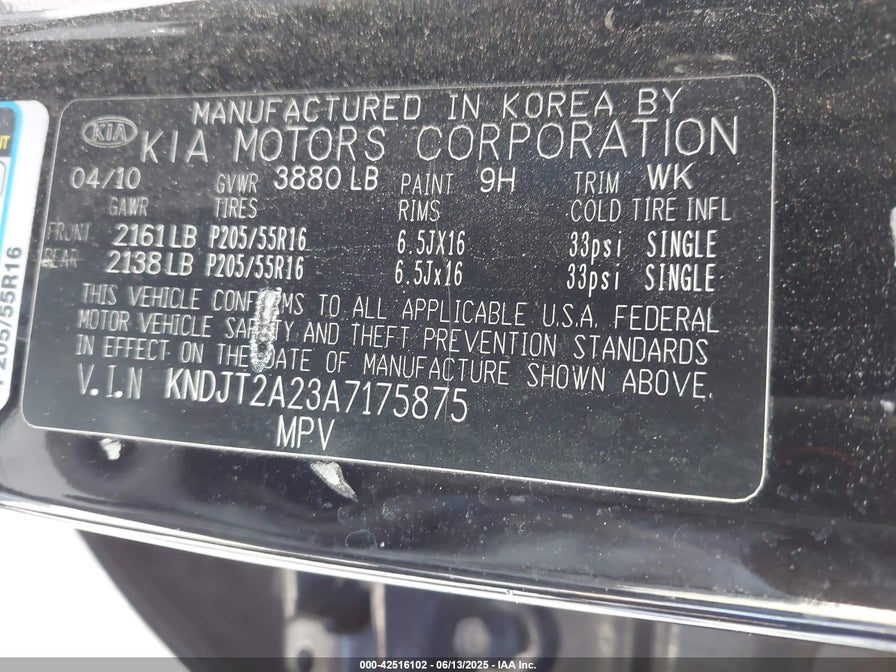 MANUFACTURED IN KOREA BY
KIA KIA MOTORS CORPORATION
04/10 GVWR 3880 LB PAINT 9H TRIM WK
GAWR TIRES RIMS COLD TIRE INFL
FRONT 2161 LB P205/55R16 6.5JX16 33psi SINGLE
REAR 2138 LB P205/55R16 6.5Jx16 33psi SINGLE
THIS VEHICLE CONFORMS TO ALL APPLICABLE U.S.A. FEDERAL
MOTOR VEHICLE SAFETY AND THEFT PREVENTION STANDARDS
IN EFFECT ON THE DATE OF MANUFACTURE SHOWN ABOVE.
V.I.N KNDJT2A23A7175875
MPV
P205/55R16
000-42516102 - 06/13/2025 - IAA Inc.